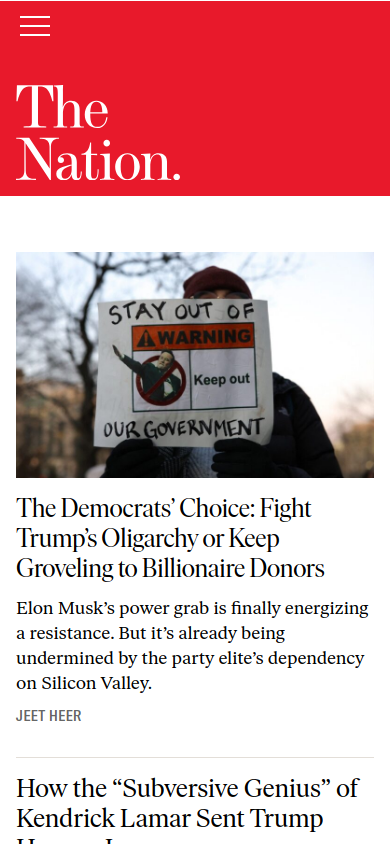 The
Nation.
STAY OUT OF
WARNING
Keep out
OUR GOVERNMENT
The Democrats’ Choice: Fight
Trump’s Oligarchy or Keep
Groveling to Billionaire Donors
Elon Musk’s power grab is finally energizing
a resistance. But it’s already being
undermined by the party elite’s dependency
on Silicon Valley.
JEET HEER
How the “Subversive Genius” of
Kendrick Lamar Sent Trump